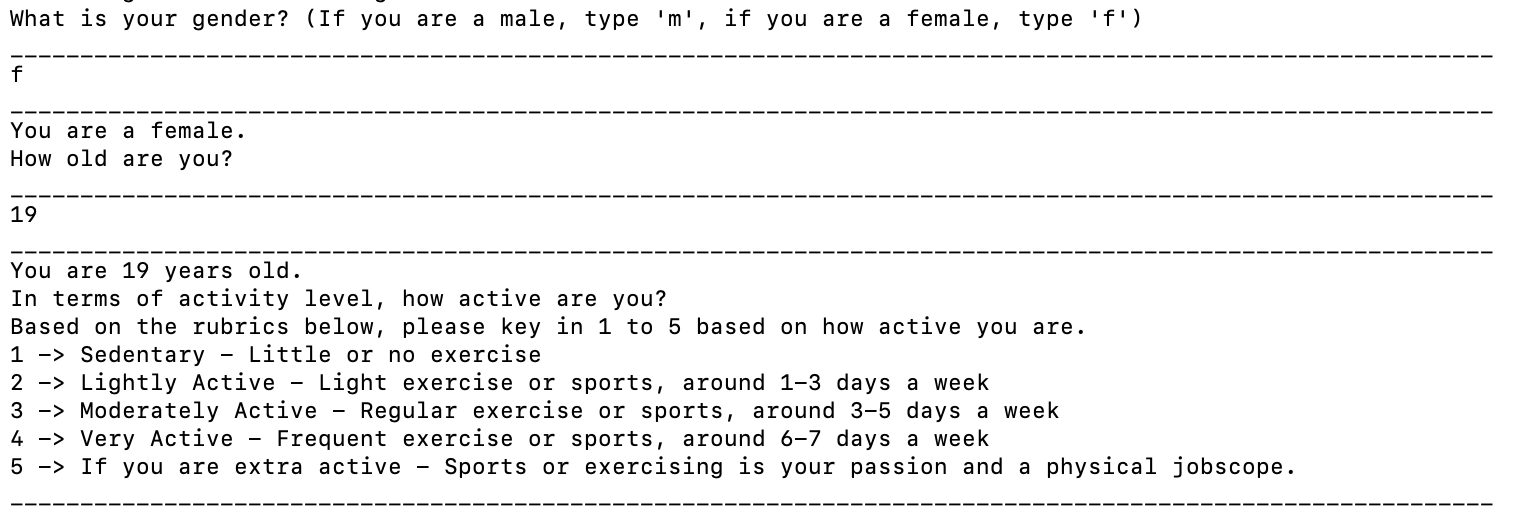 What is your gender? (If you are a male, type 'm', if you are a female, type 'f')
f
You are a female.
How old are you?
19
You are 19 years old.
In terms of activity level, how active are you?
Based on the rubrics below, please key in 1 to 5 based on how active you are.
1 -> Sedentary - Little or no exercise
2 -> Lightly Active - Light exercise or sports, around 1-3 days a week
3 -> Moderately Active - Regular exercise or sports, around 3-5 days a week
4 -> Very Active - Frequent exercise or sports, around 6-7 days a week
5 -> If you are extra active - Sports or exercising is your passion and a physical jobscope.